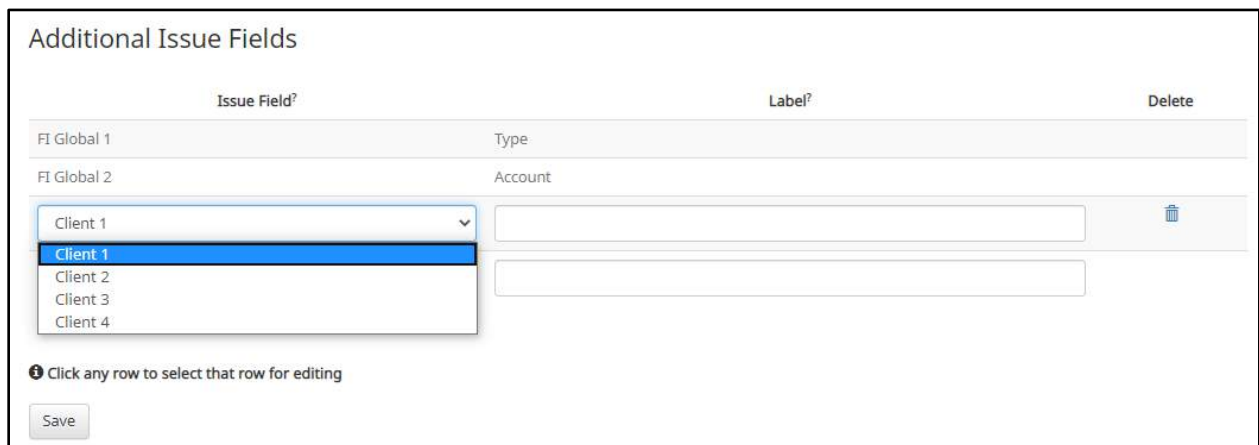 Additional Issue Fields
Issue Field? Label? Delete
FI Global 1 Type
FI Global 2 Account
Client 1
Client 1
Client 2
Client 3
Client 4
Click any row to select that row for editing
Save